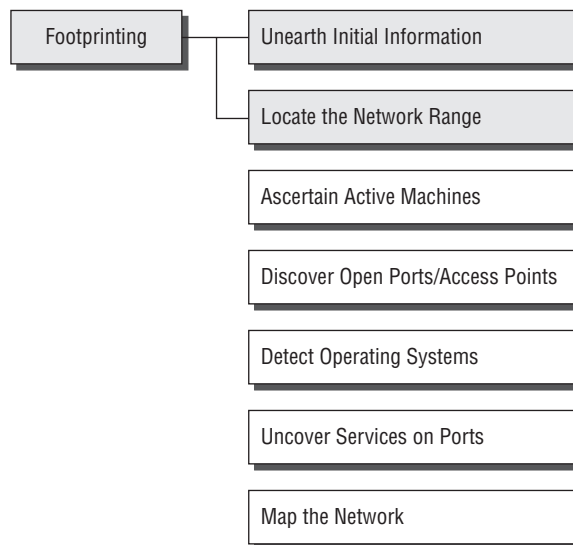 Footprinting
Unearth Initial Information
Locate the Network Range
Ascertain Active Machines
Discover Open Ports/Access Points
Detect Operating Systems
Uncover Services on Ports
Map the Network